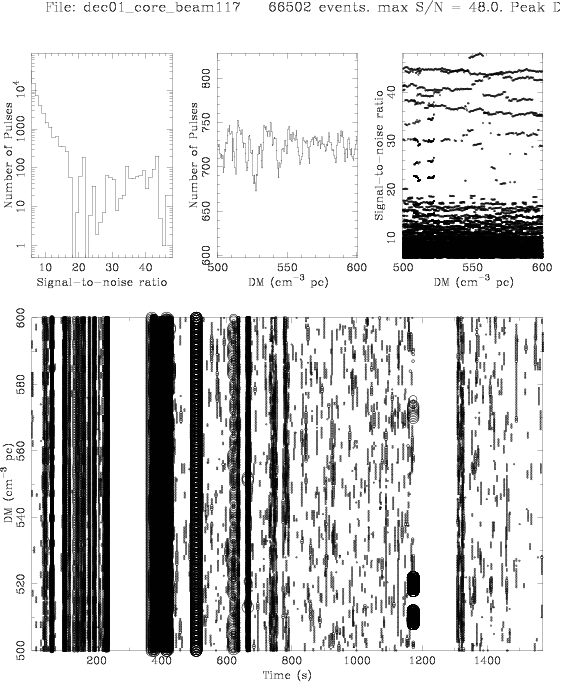 File: dec01_core_beam117 66502 events. max S/N = 48.0. Peak D
Number of Pulses
1 10 100 1000 10^4
10 20 30 40
Signal-to-noise ratio
Number of Pulses
600 650 700 750 800
500 550 600
DM (cm^-3 pc)
Signal-to-noise ratio
10 20 30 40
500 550 600
DM (cm^-3 pc)
DM (cm^-3 pc)
500 520 540 560 580 600
200 400 600 800 1000 1200 1400
Time (s)